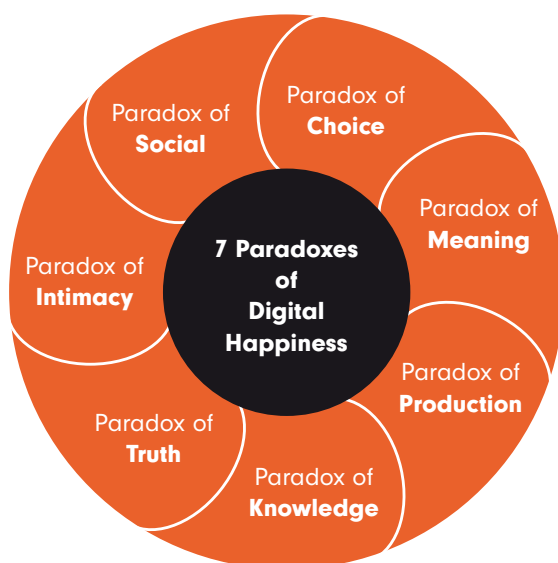 7 Paradoxes
of
Digital
Happiness
Paradox of
Choice
Paradox of
Meaning
Paradox of
Production
Paradox of
Knowledge
Paradox of
Truth
Paradox of
Intimacy
Paradox of
Social